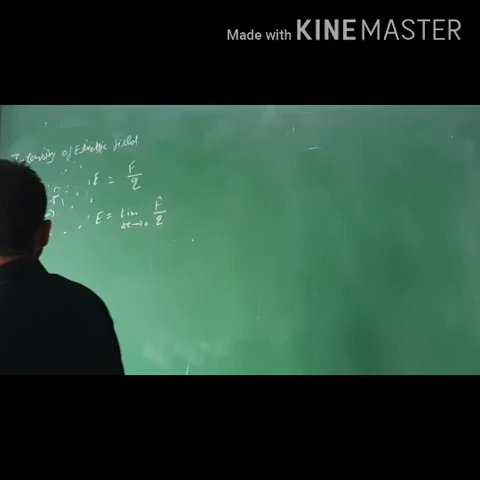 Made with KINEMASTER
Intensity of Electric field
E = F/q
E = lim F/q